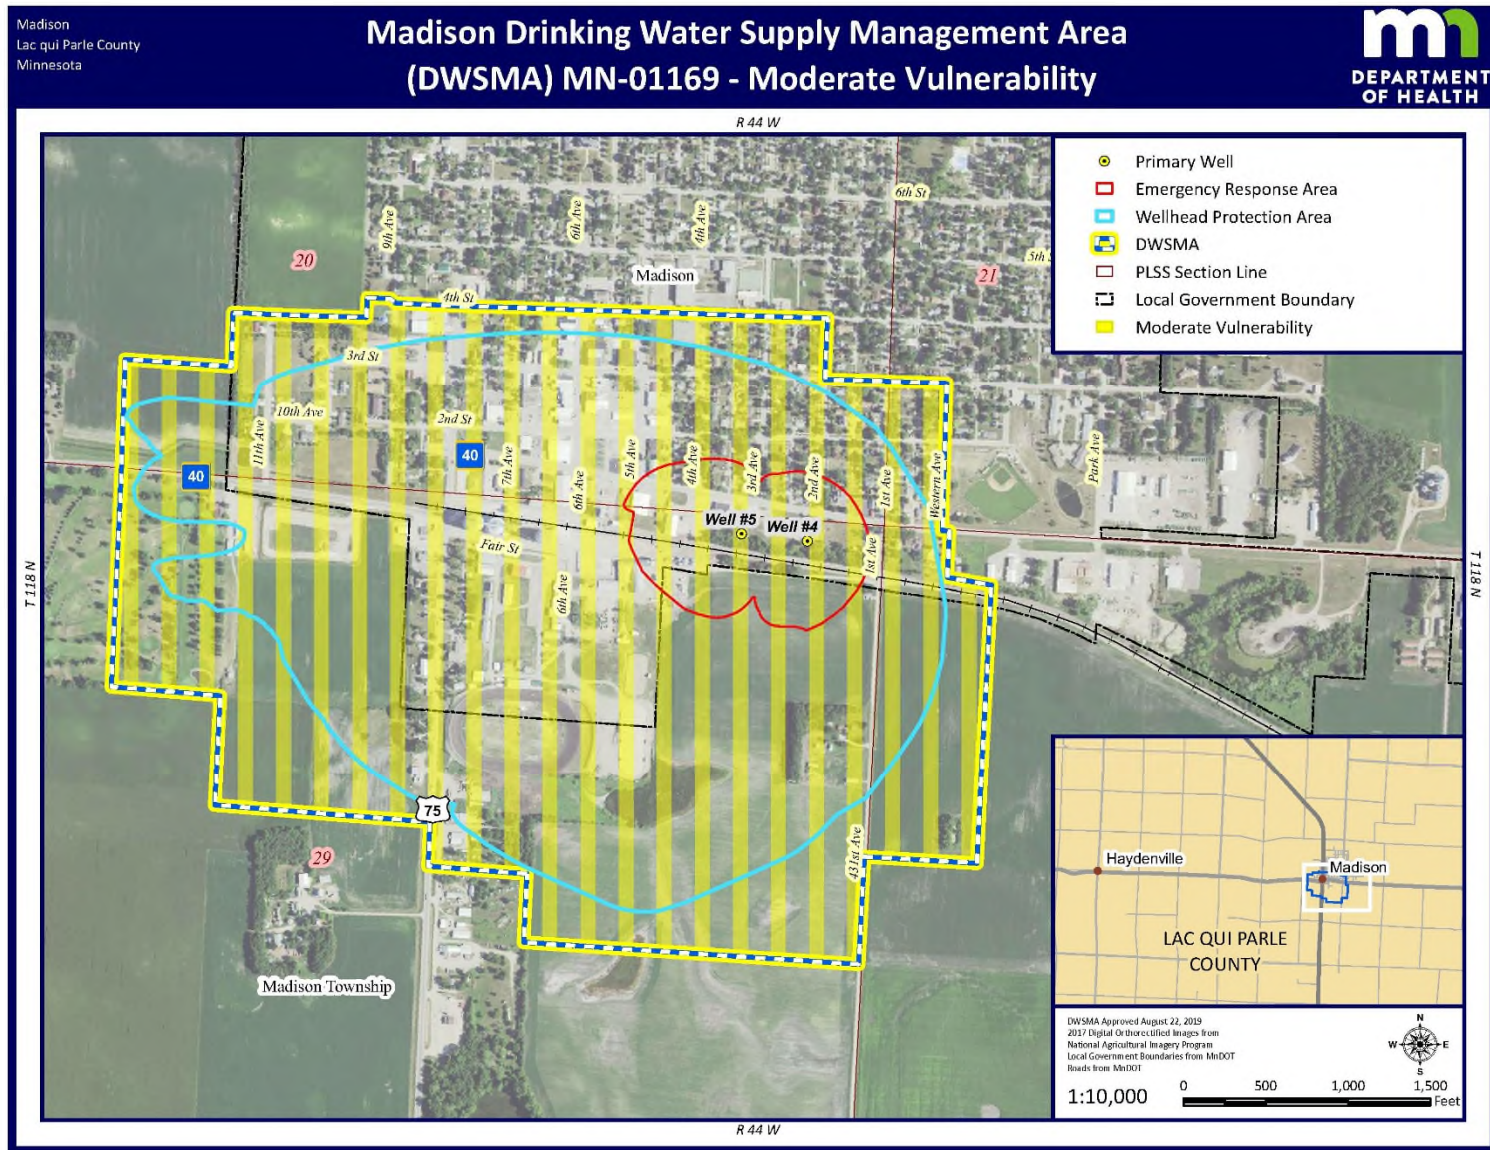 Madison
Lac qui Parle County
Minnesota
Madison Drinking Water Supply Management Area
(DWSMA) MN-01169 - Moderate Vulnerability
mn
DEPARTMENT
OF HEALTH
R 44 W
Primary Well
Emergency Response Area
Wellhead Protection Area
DWSMA
PLSS Section Line
Local Government Boundary
Moderate Vulnerability
6th St
9th Ave
6th Ave
4th Ave
5th S
20
21
Madison
4th St
3rd St
10th Ave
2nd St
11th Ave
40
40
7th Ave
6th Ave
5th Ave
4th Ave
3rd Ave
2nd Ave
1st Ave
Western Ave
Park Ave
Well #5
Well #4
Fair St
1st Ave
6th Ave
T 118 N
T 118 N
75
431st Ave
29
Madison Township
Haydenville
Madison
LAC QUI PARLE
COUNTY
DWSMA Approved August 22, 2019
2017 Digital Orthorectified Images from
National Agricultural Imagery Program
Local Government Boundaries from MnDOT
Roads from MnDOT
N
W
E
S
1:10,000
0 500 1,000 1,500
Feet
R 44 W